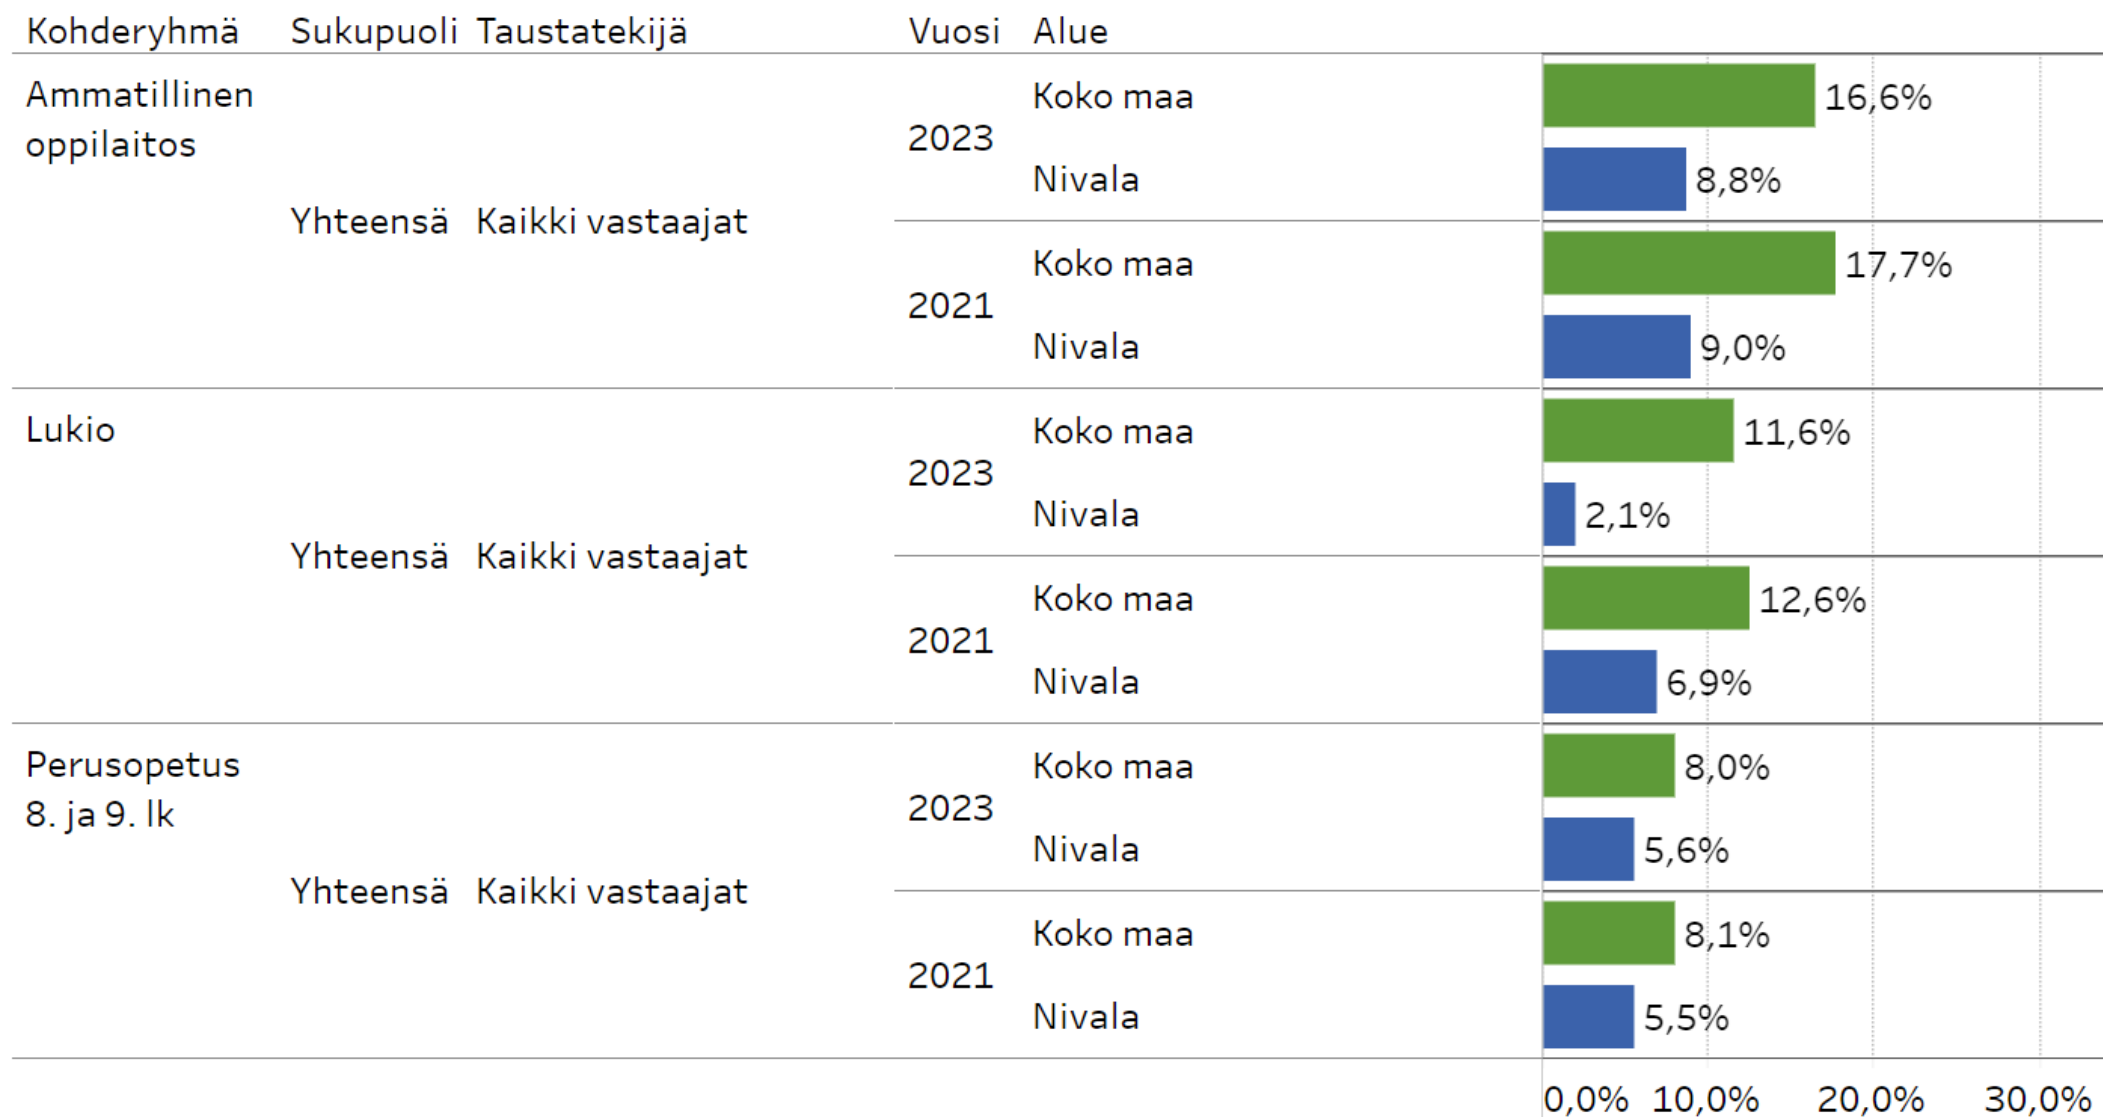 Kohderyhmä Sukupuoli Taustatekijä Vuosi Alue
Ammatillinen
oppilaitos
Yhteensä Kaikki vastaajat
2023
Koko maa 16,6%
Nivala 8,8%
2021
Koko maa 17,7%
Nivala 9,0%
Lukio
Yhteensä Kaikki vastaajat
2023
Koko maa 11,6%
Nivala 2,1%
2021
Koko maa 12,6%
Nivala 6,9%
Perusopetus
8. ja 9. lk
Yhteensä Kaikki vastaajat
2023
Koko maa 8,0%
Nivala 5,6%
2021
Koko maa 8,1%
Nivala 5,5%
0,0% 10,0% 20,0% 30,0%